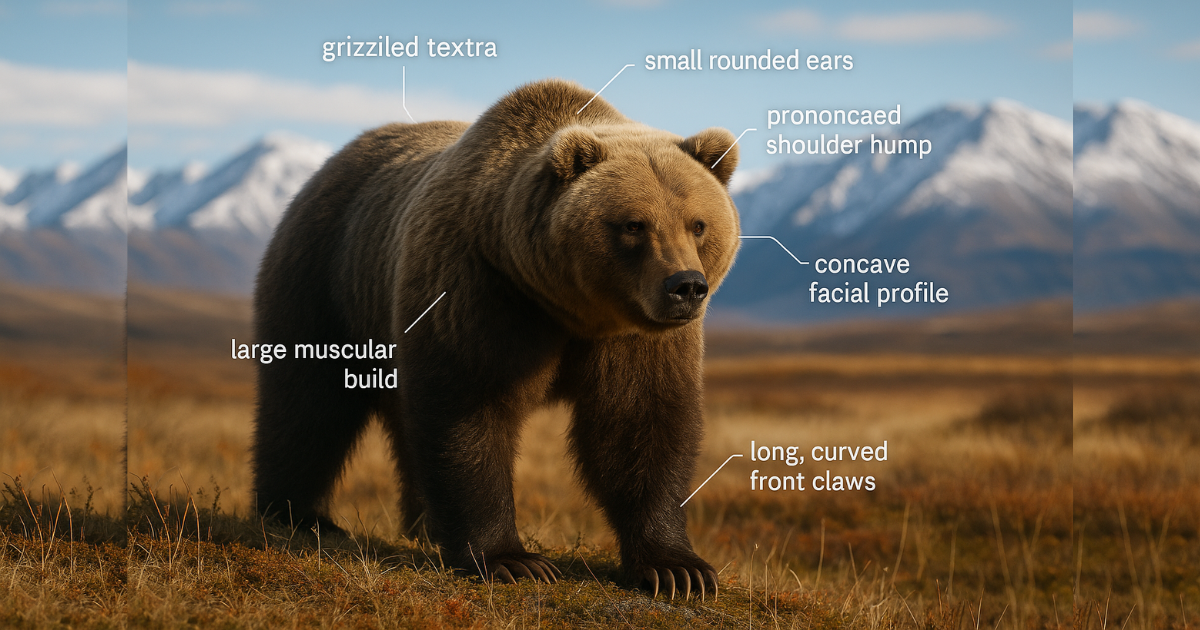 grizziled textra
small rounded ears
prononcaed
shoulder hump
concave
facial profile
large muscular
build
long, curved
front claws